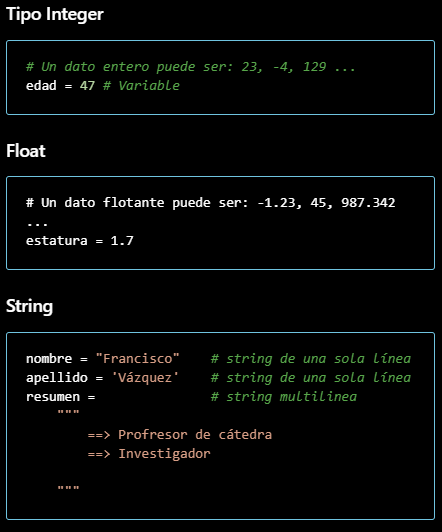 Tipo Integer
# Un dato entero puede ser: 23, -4, 129 ...
edad = 47 # Variable
Float
# Un dato flotante puede ser: -1.23, 45, 987.342
...
estatura = 1.7
String
nombre = "Francisco"    # string de una sola línea
apellido = 'Vázquez'    # string de una sola línea
resumen =               # string multilinea
    """
        ==> Profresor de cátedra
        ==> Investigador
    """